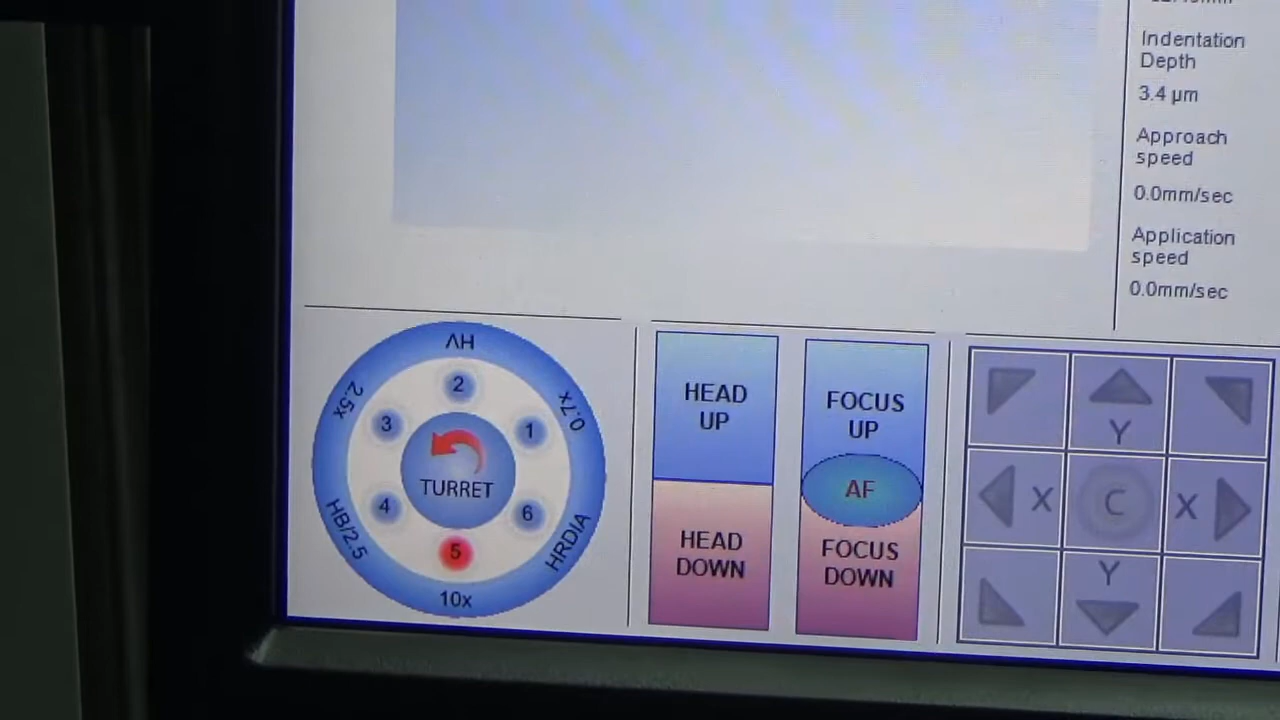 Indentation
Depth
3.4 µm
Approach
speed
0.0mm/sec
Application
speed
0.0mm/sec
HV
2.5x
0.7x
2
3
1
TURRET
4
6
5
HB/2.5
HRDIA
10x
HEAD
UP
HEAD
DOWN
FOCUS
UP
AF
FOCUS
DOWN
Y
X
C
X
Y